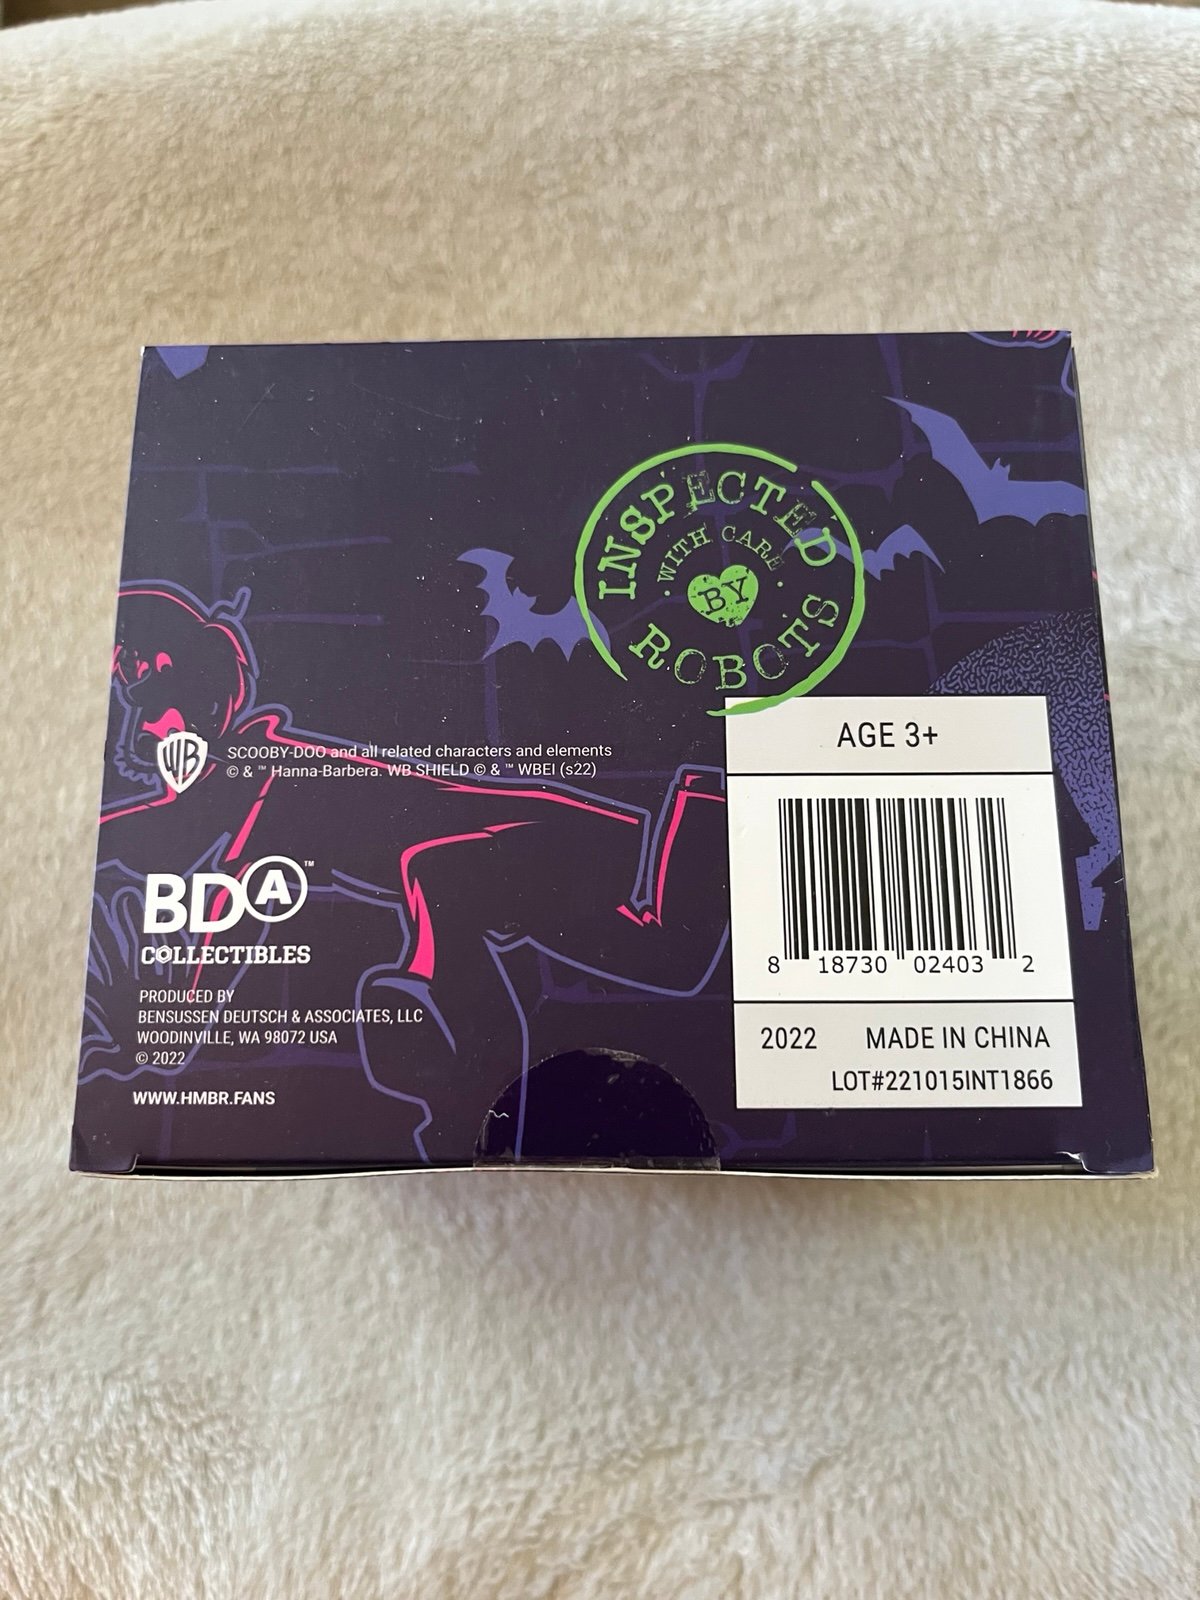 INSPECTED
WITH CARE
BY
ROBOTS
AGE 3+
WB
SCOOBY-DOO and all related characters and elements
© & ™ Hanna-Barbera. WB SHIELD © & ™ WBEI (s22)
BDA™
COLLECTIBLES
PRODUCED BY
BENSUSSEN DEUTSCH & ASSOCIATES, LLC
WOODINVILLE, WA 98072 USA
© 2022
WWW.HMBR.FANS
8 18730 02403 2
2022 MADE IN CHINA
LOT#221015INT1866